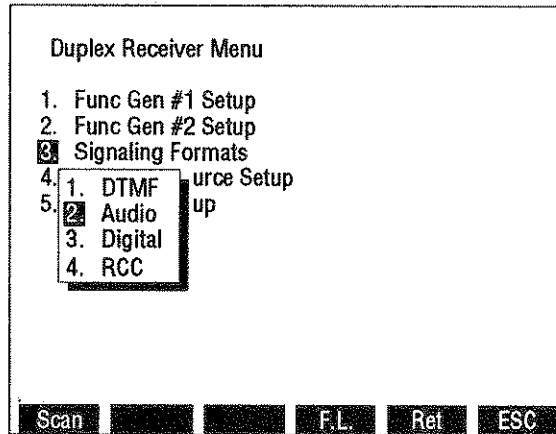 Duplex Receiver Menu
1. Func Gen #1 Setup
2. Func Gen #2 Setup
3. Signaling Formats
4. urce Setup
5. up
1. DTMF
2. Audio
3. Digital
4. RCC
Scan F.L. Ret ESC